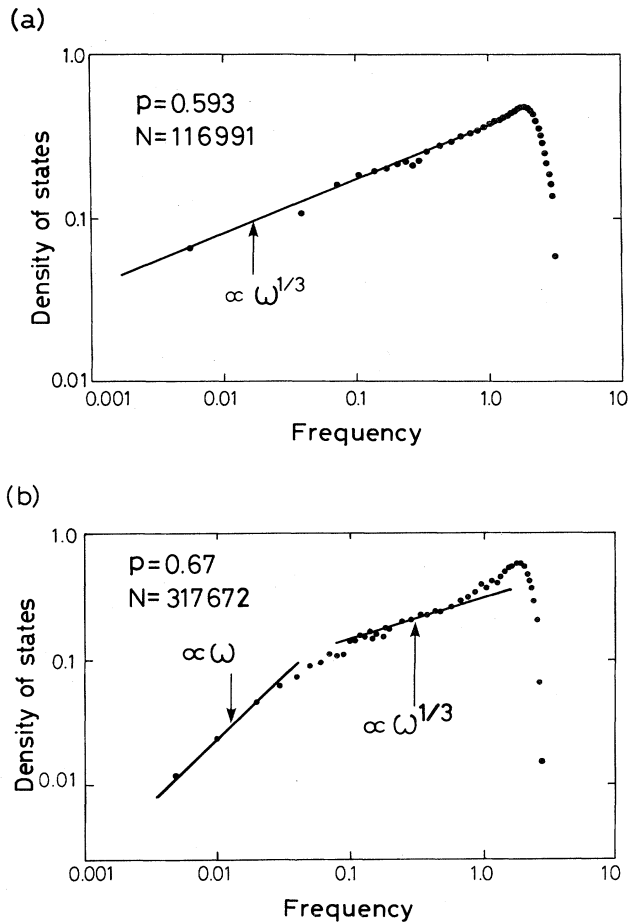 (a)
1.0
p=0.593
N=116991
Density of states
0.1
∝ ω1/3
0.01
0.001
0.01
0.1
1.0
10
Frequency
(b)
1.0
p=0.67
N=317672
Density of states
∝ω
0.1
∝ω1/3
0.01
0.001
0.01
0.1
1.0
10
Frequency